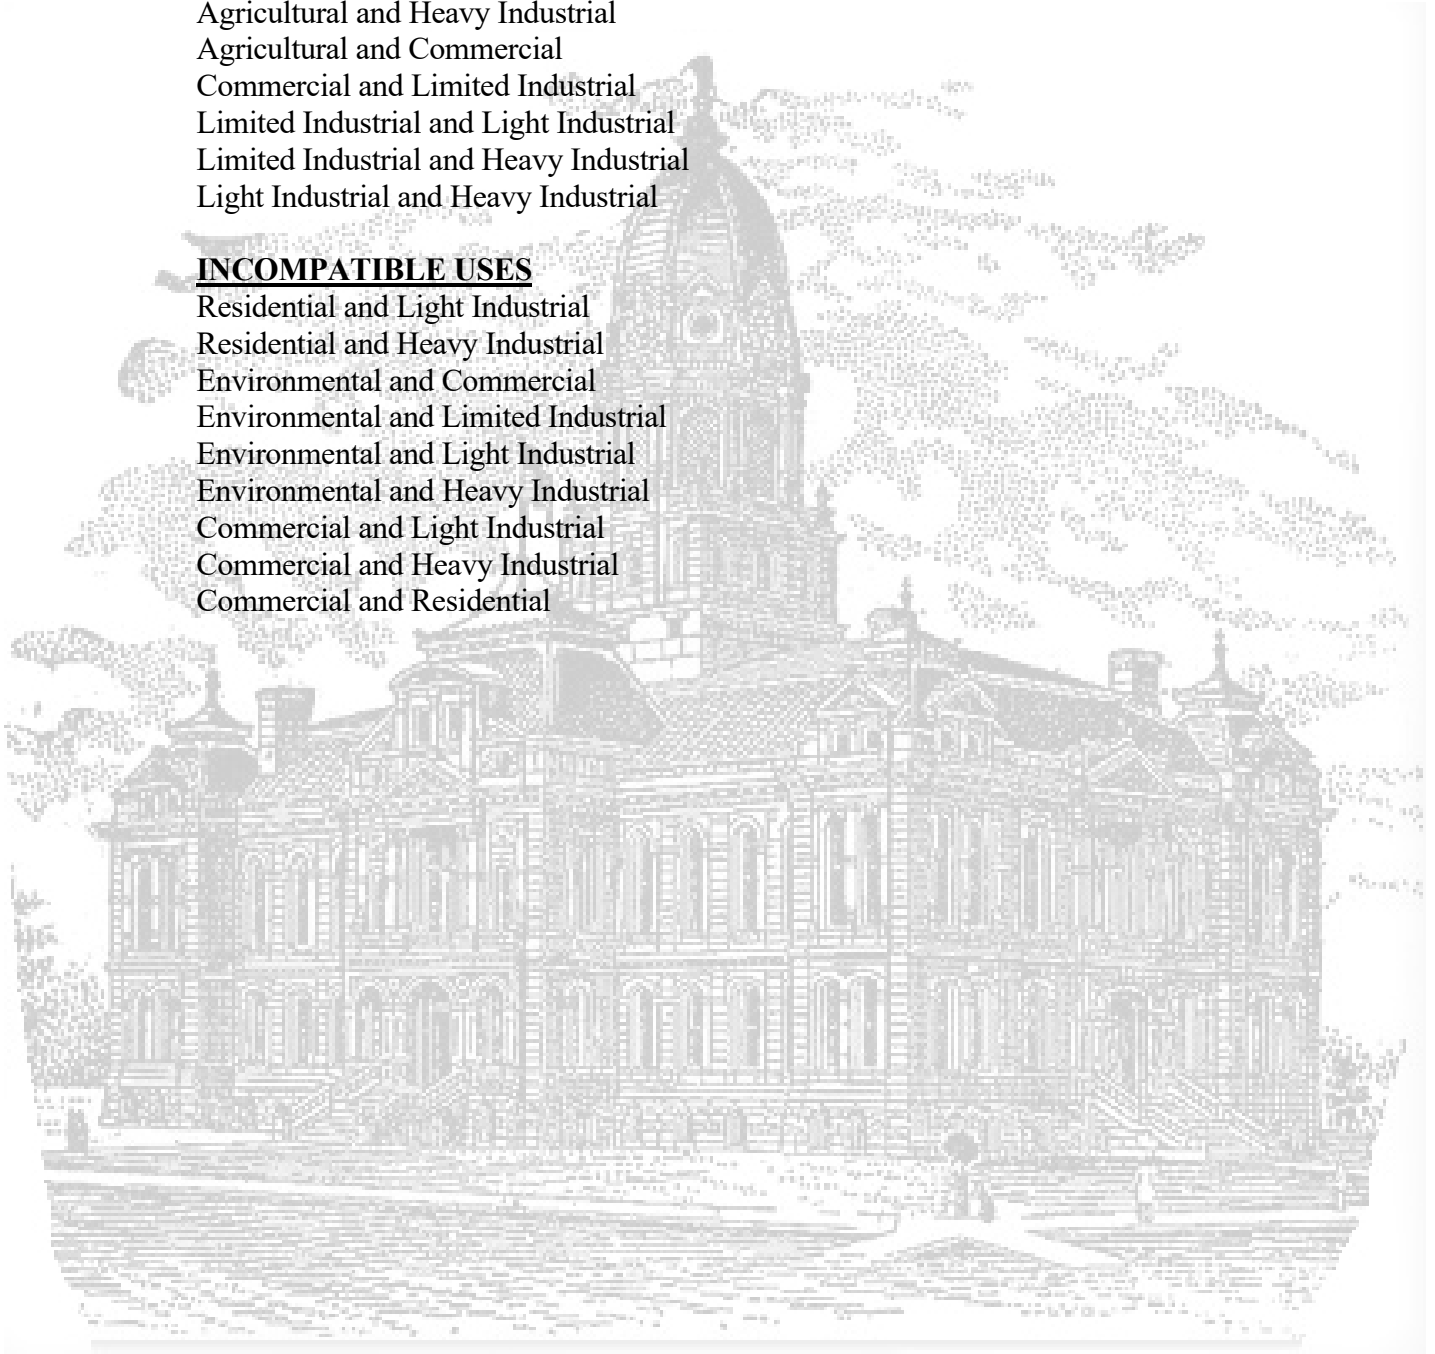 Agricultural and Heavy Industrial
Agricultural and Commercial
Commercial and Limited Industrial
Limited Industrial and Light Industrial
Limited Industrial and Heavy Industrial
Light Industrial and Heavy Industrial
INCOMPATIBLE USES
Residential and Light Industrial
Residential and Heavy Industrial
Environmental and Commercial
Environmental and Limited Industrial
Environmental and Light Industrial
Environmental and Heavy Industrial
Commercial and Light Industrial
Commercial and Heavy Industrial
Commercial and Residential